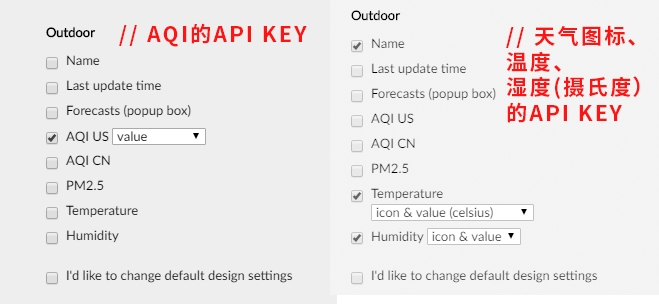 Outdoor
// AQI的API KEY
Name
Last update time
Forecasts (popup box)
AQI US value
AQI CN
PM2.5
Temperature
Humidity
I'd like to change default design settings
Outdoor
// 天气图标、
温度、
湿度(摄氏度)
的API KEY
Name
Last update time
Forecasts (popup box)
AQI US
AQI CN
PM2.5
Temperature
icon & value (celsius)
Humidity icon & value
I'd like to change default design settings